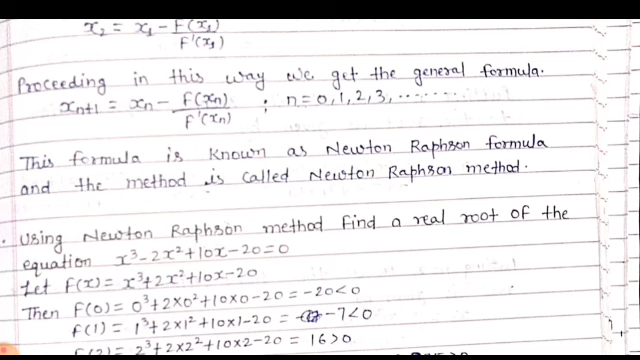 x₂ = x₁ - F(x₁)/F'(x₁)
Proceeding in this way we get the general formula.
xₙ₊₁ = xₙ - F(xₙ)/F'(xₙ) ; n = 0, 1, 2, 3, ........
This formula is known as Newton Raphson formula
and the method is called Newton Raphson method.
. Using Newton Raphson method find a real root of the
equation x³-2x²+10x-20=0
Let F(x) = x³+2x²+10x-20
Then F(0) = 0³+2×0²+10×0-20 = -20<0
F(1) = 1³+2×1²+10×1-20 = -7<0
F(2) = 2³+2×2²+10×2-20 = 16>0